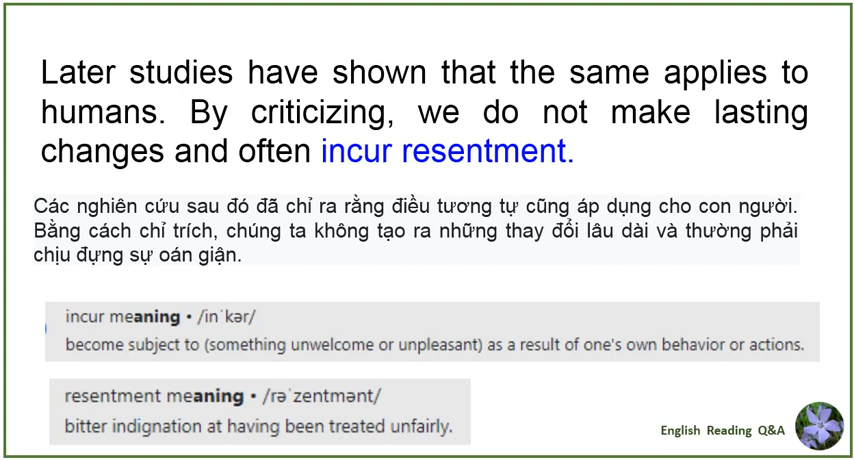 Later studies have shown that the same applies to
humans. By criticizing, we do not make lasting
changes and often incur resentment.
Các nghiên cứu sau đó đã chỉ ra rằng điều tương tự cũng áp dụng cho con người.
Bằng cách chỉ trích, chúng ta không tạo ra những thay đổi lâu dài và thường phải
chịu đựng sự oán giận.
incur meaning • /inˈkər/
become subject to (something unwelcome or unpleasant) as a result of one's own behavior or actions.
resentment meaning • /rəˈzentmənt/
bitter indignation at having been treated unfairly.
English Reading Q&A